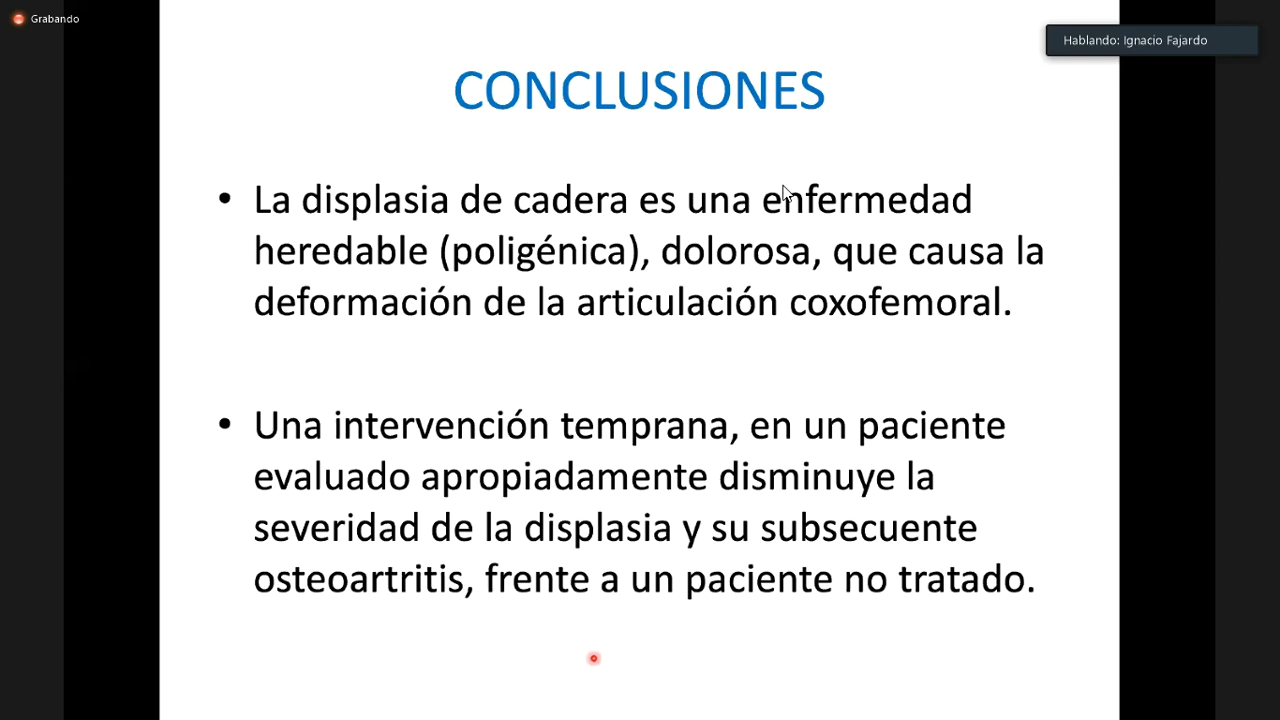 Grabando
Hablando: Ignacio Fajardo
CONCLUSIONES
• La displasia de cadera es una enfermedad
heredable (poligénica), dolorosa, que causa la
deformación de la articulación coxofemoral.
• Una intervención temprana, en un paciente
evaluado apropiadamente disminuye la
severidad de la displasia y su subsecuente
osteoartritis, frente a un paciente no tratado.